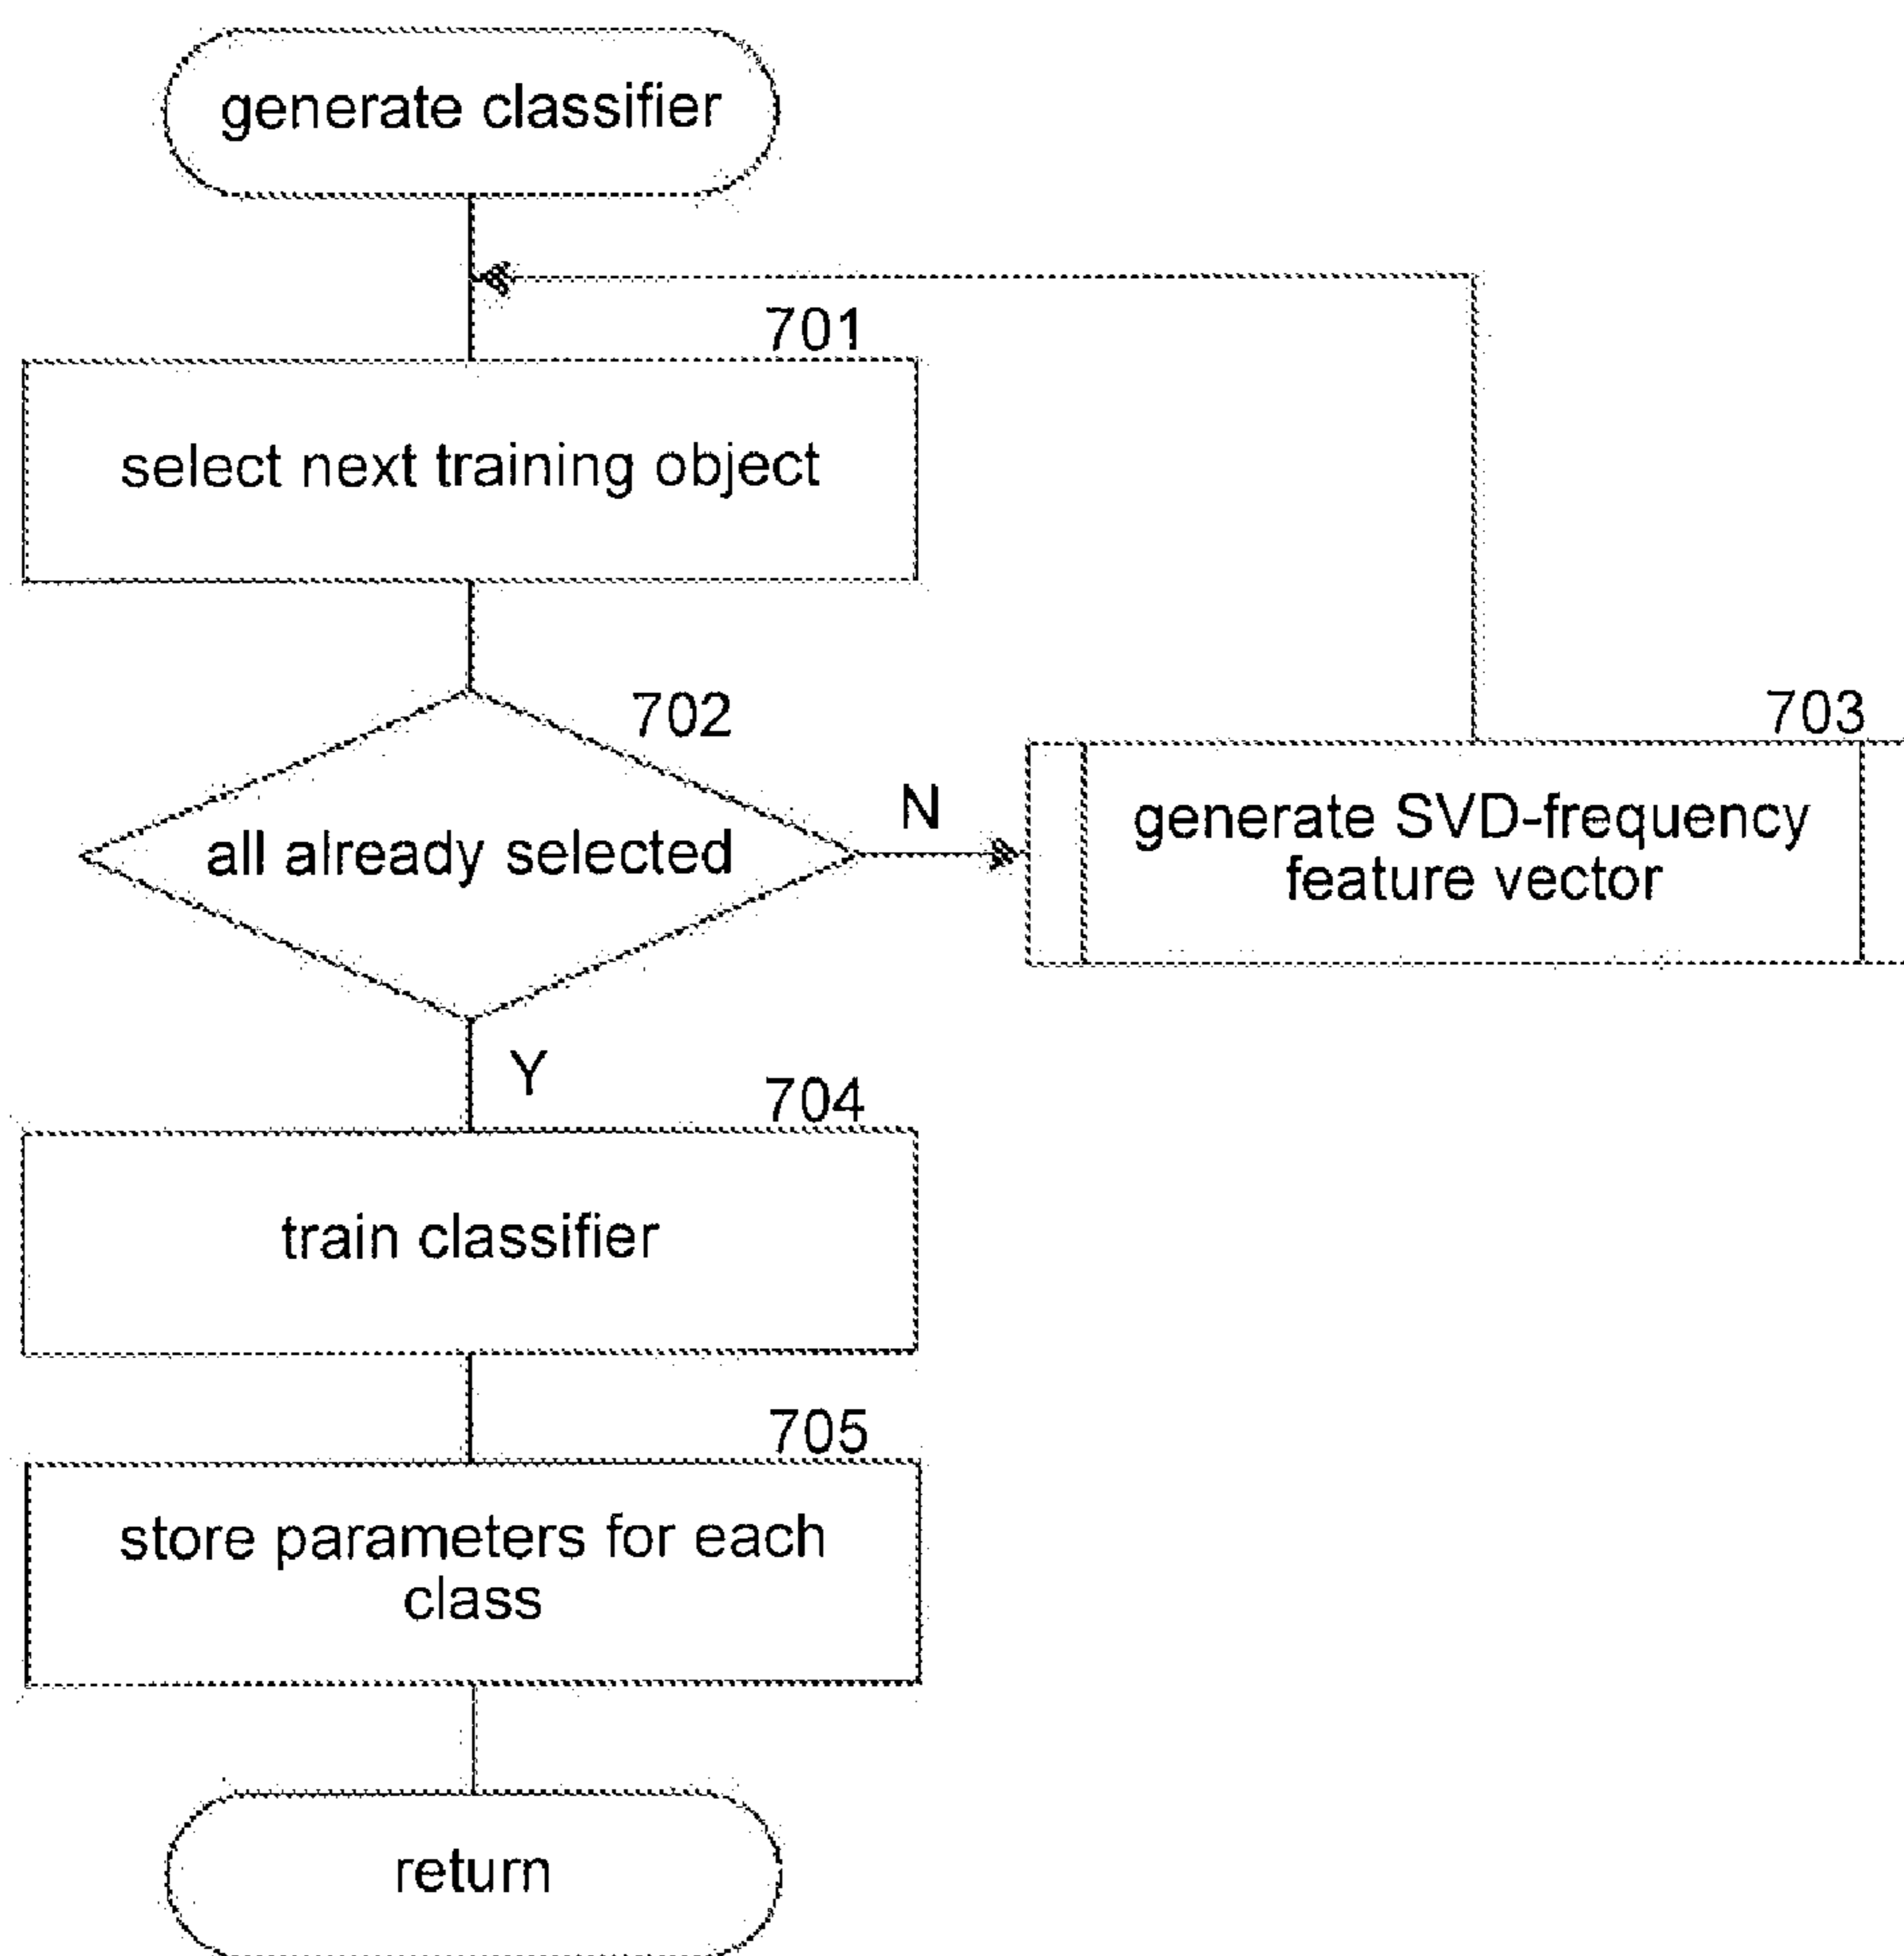 generate classifier
701
select next training object
702
all already selected
N
703
generate SVD-frequency
feature vector
Y
704
train classifier
705
store parameters for each
class
return